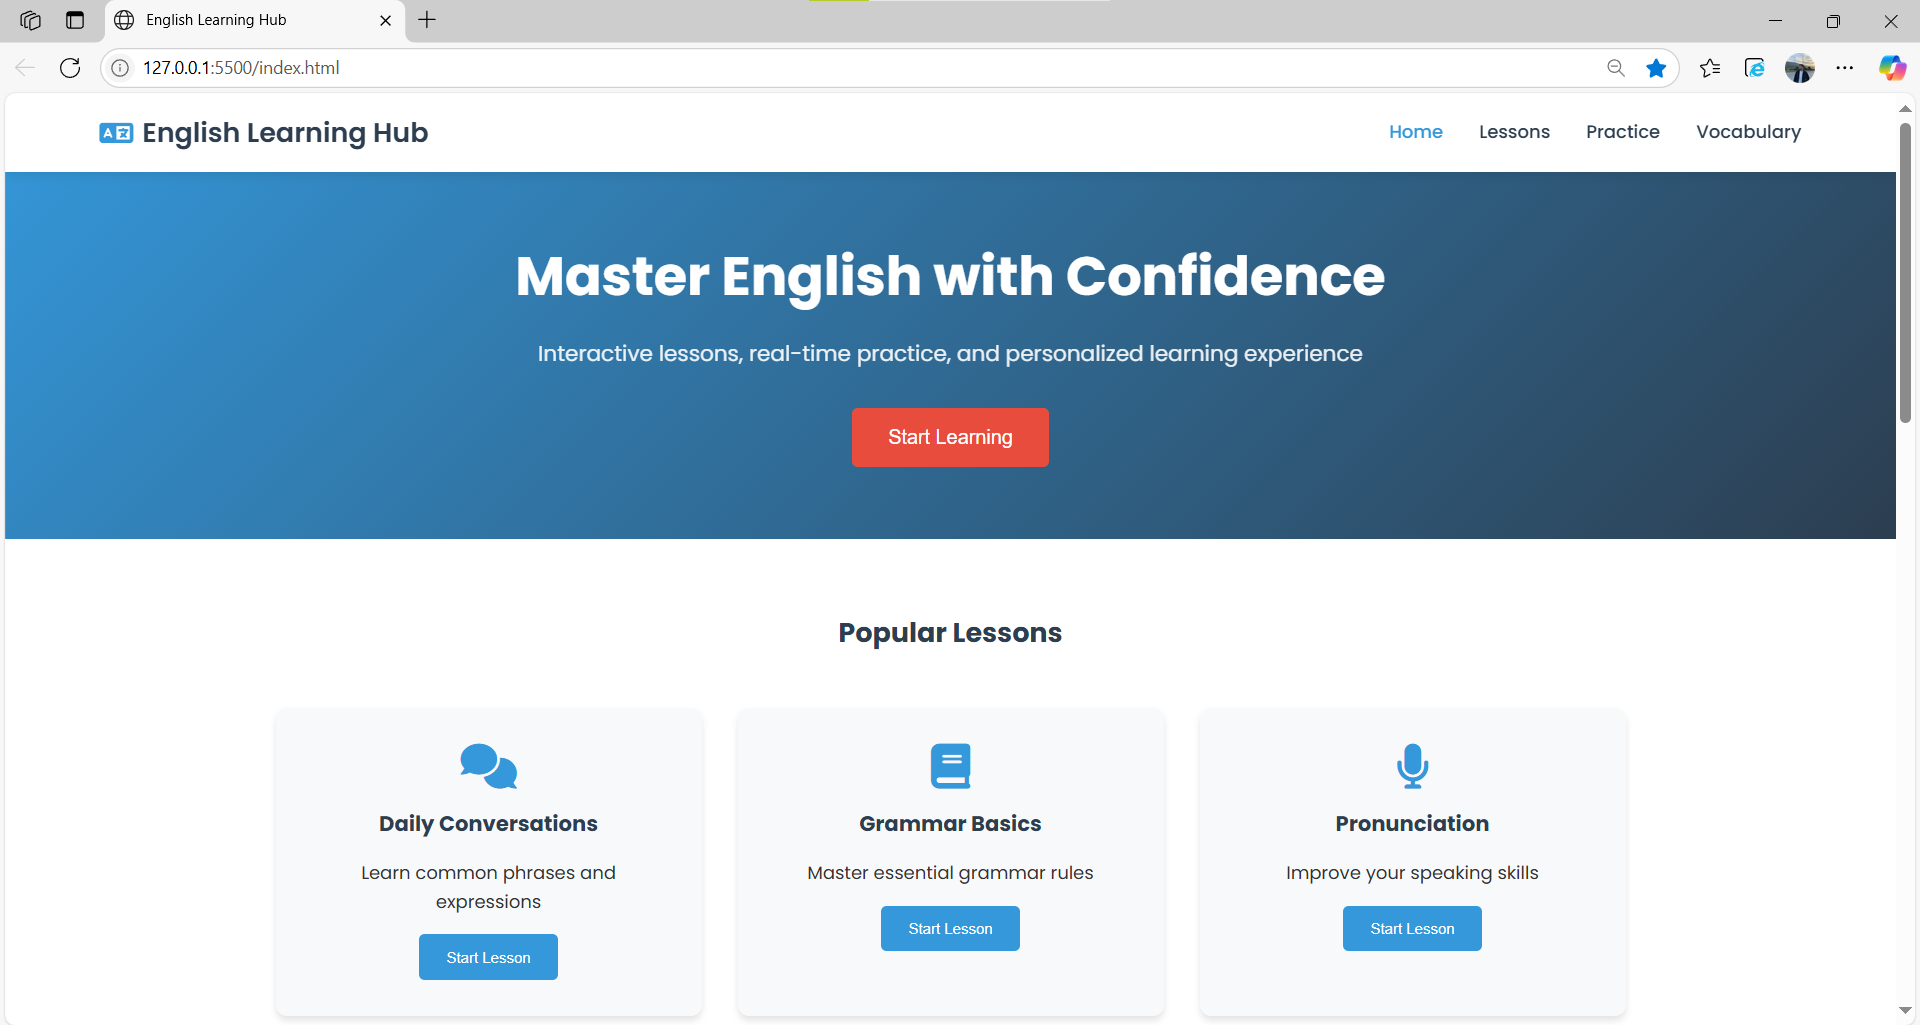 English Learning Hub
127.0.0.1:5500/index.html
English Learning Hub
Home Lessons Practice Vocabulary
Master English with Confidence
Interactive lessons, real-time practice, and personalized learning experience
Start Learning
Popular Lessons
Daily Conversations
Learn common phrases and
expressions
Start Lesson
Grammar Basics
Master essential grammar rules
Start Lesson
Pronunciation
Improve your speaking skills
Start Lesson